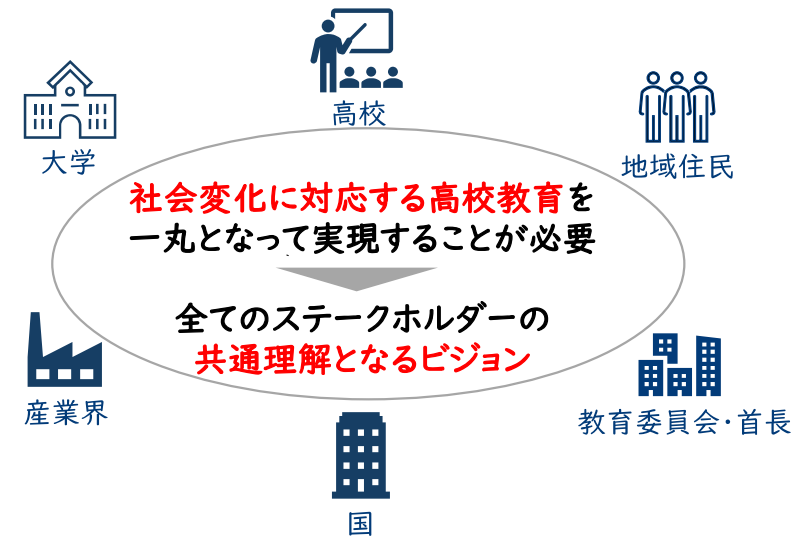 高校
大学
地域住民
社会変化に対応する高校教育を
一丸となって実現することが必要
全てのステークホルダーの
共通理解となるビジョン
産業界
教育委員会・首長
国